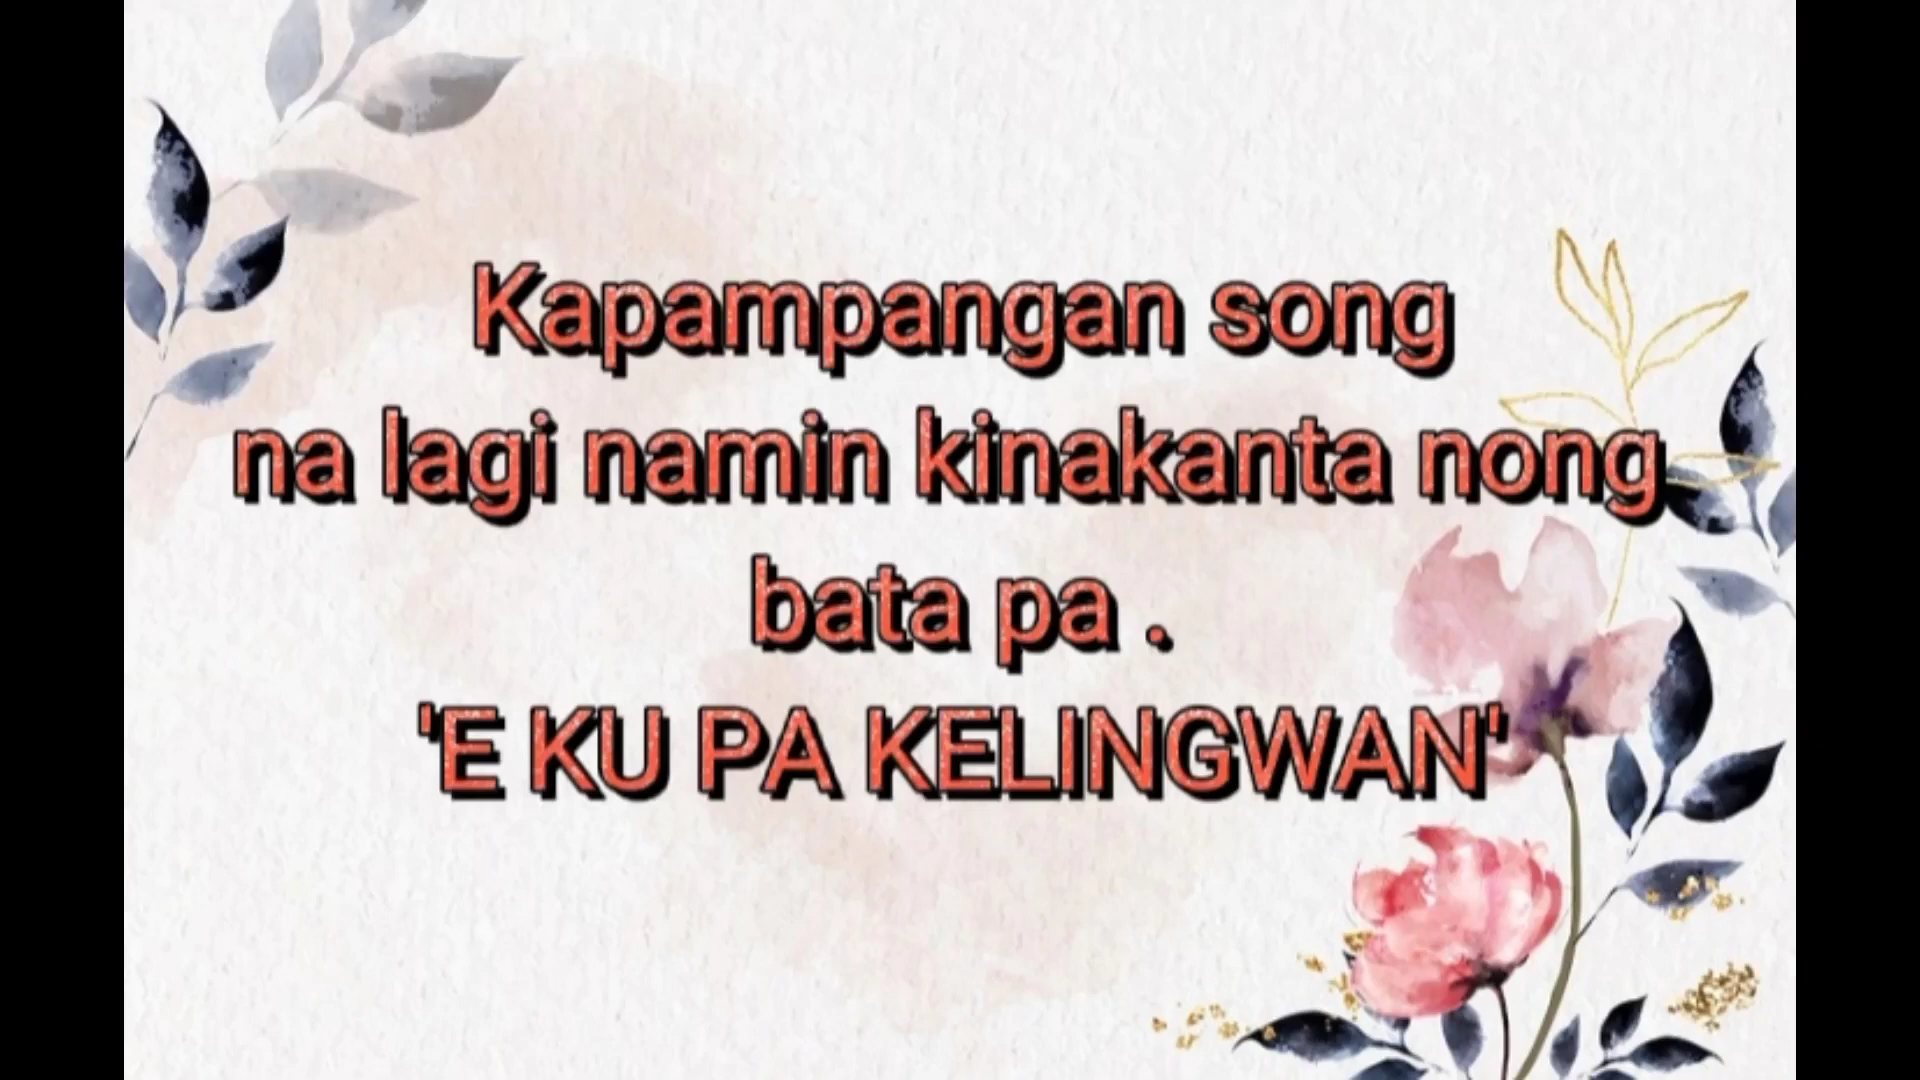 Kapampangan song
na lagi namin kinakanta nong
bata pa .
'E KU PA KELINGWAN'